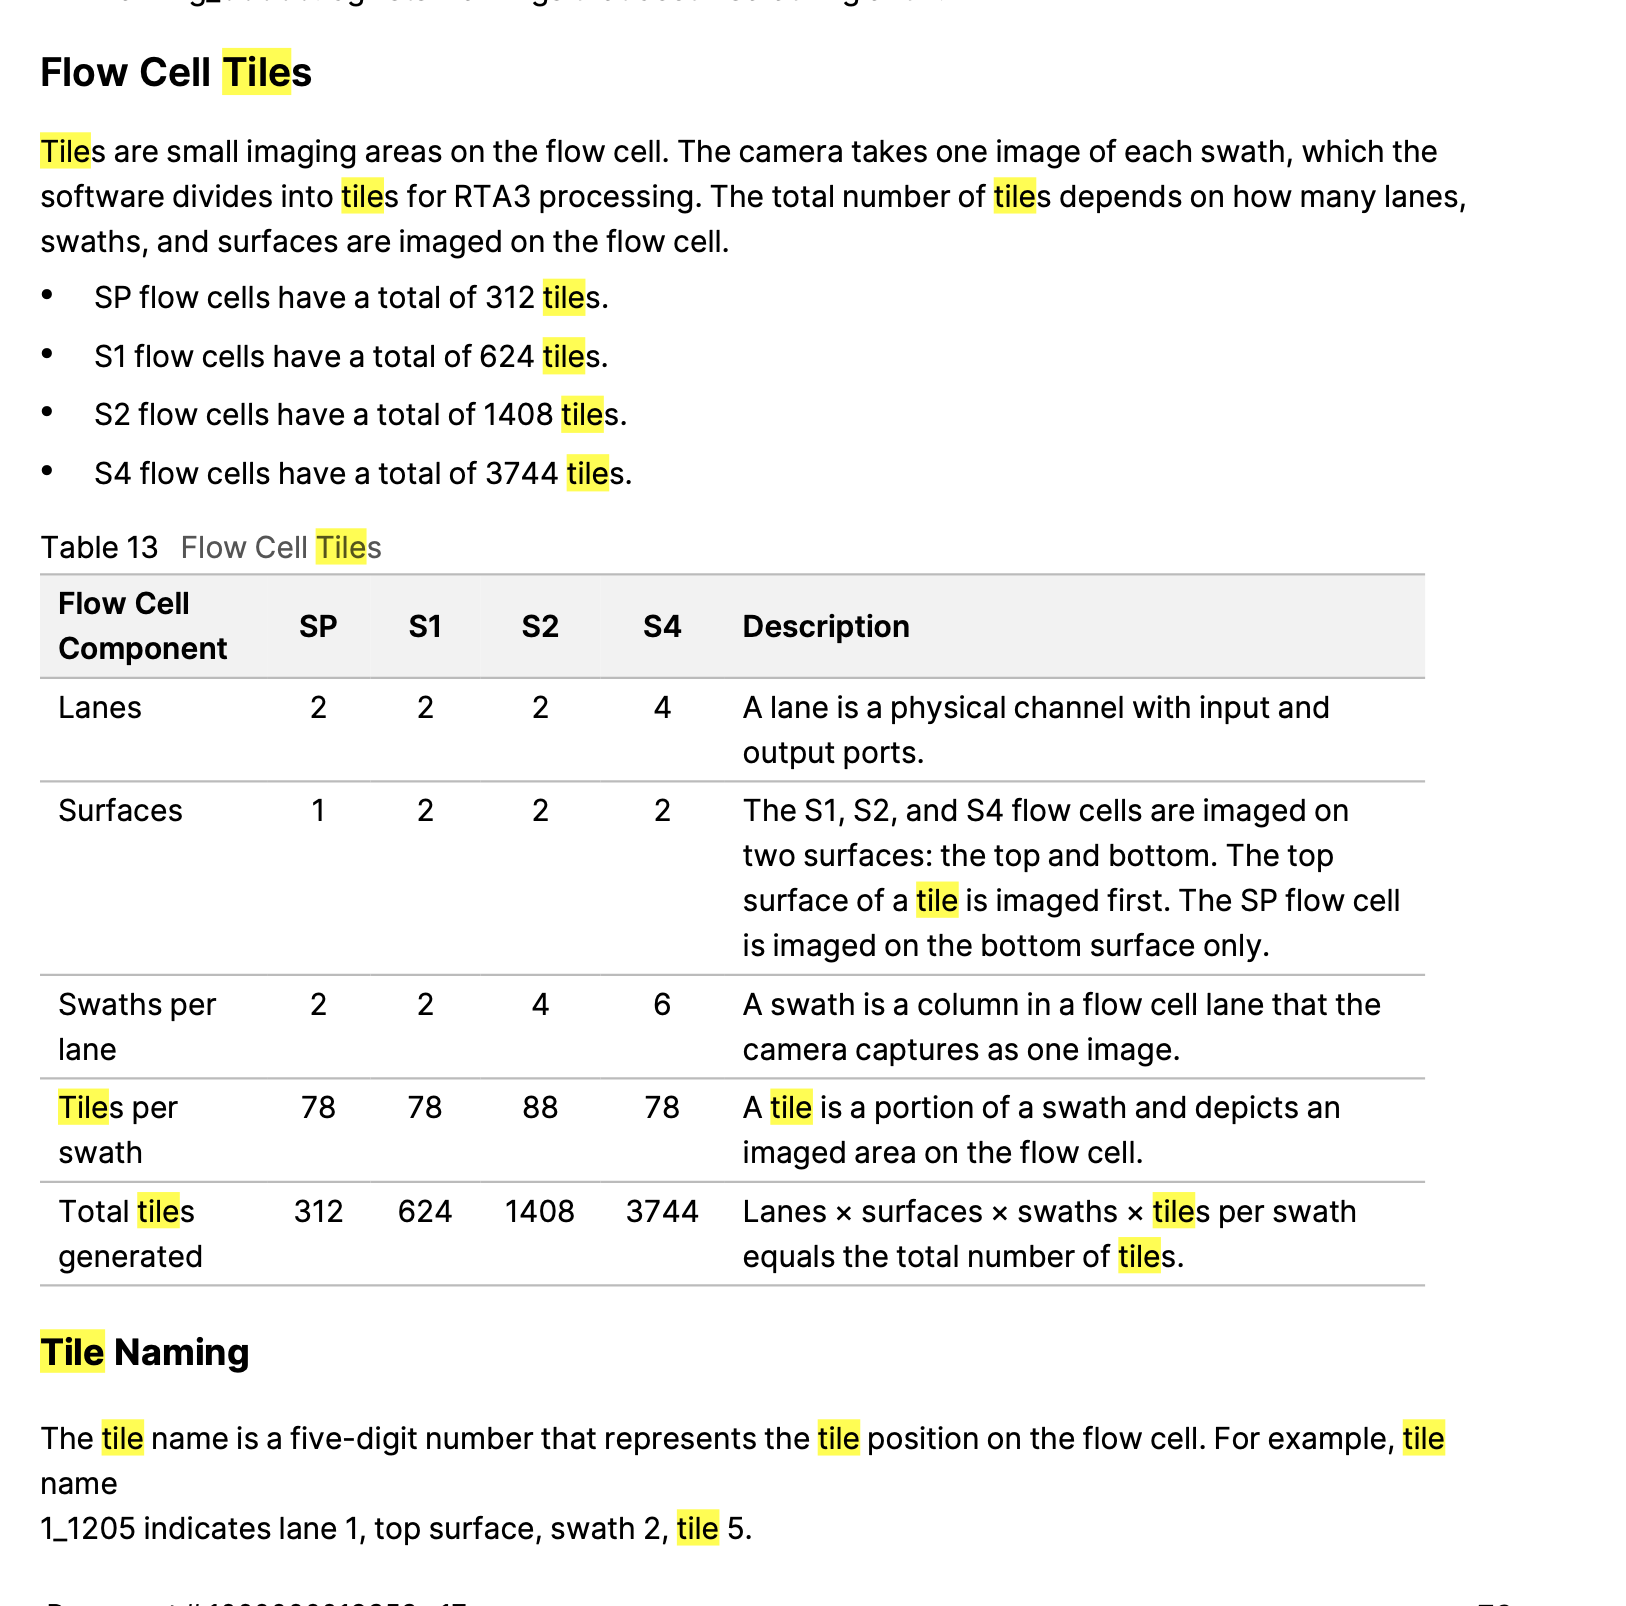 Flow Cell Tiles
Tiles are small imaging areas on the flow cell. The camera takes one image of each swath, which the
software divides into tiles for RTA3 processing. The total number of tiles depends on how many lanes,
swaths, and surfaces are imaged on the flow cell.
• SP flow cells have a total of 312 tiles.
• S1 flow cells have a total of 624 tiles.
• S2 flow cells have a total of 1408 tiles.
• S4 flow cells have a total of 3744 tiles.
Table 13 Flow Cell Tiles
Flow Cell
Component SP S1 S2 S4 Description
Lanes 2 2 2 4 A lane is a physical channel with input and
output ports.
Surfaces 1 2 2 2 The S1, S2, and S4 flow cells are imaged on
two surfaces: the top and bottom. The top
surface of a tile is imaged first. The SP flow cell
is imaged on the bottom surface only.
Swaths per 2 2 4 6 A swath is a column in a flow cell lane that the
lane camera captures as one image.
Tiles per 78 78 88 78 A tile is a portion of a swath and depicts an
swath imaged area on the flow cell.
Total tiles 312 624 1408 3744 Lanes × surfaces × swaths × tiles per swath
generated equals the total number of tiles.
Tile Naming
The tile name is a five-digit number that represents the tile position on the flow cell. For example, tile
name
1_1205 indicates lane 1, top surface, swath 2, tile 5.